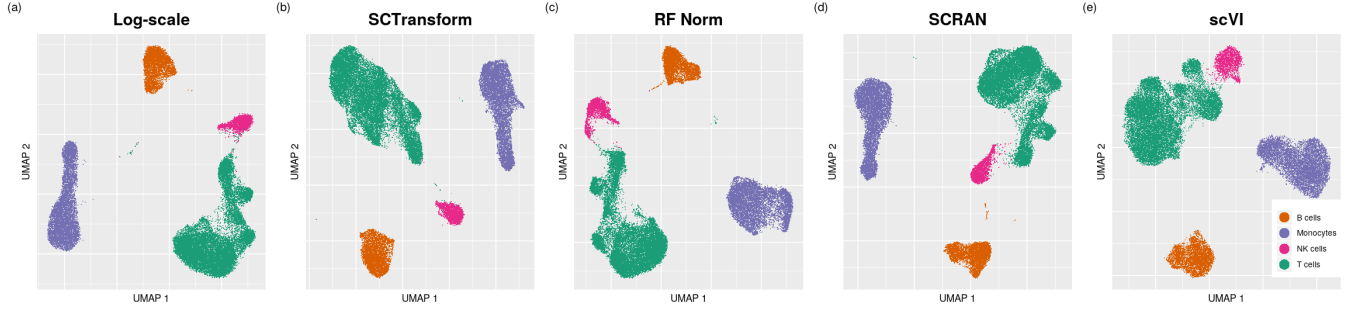 (a)
Log-scale
UMAP 2
UMAP 1
(b)
SCTransform
UMAP 2
UMAP 1
(c)
RF Norm
UMAP 2
UMAP 1
(d)
SCRAN
UMAP 2
UMAP 1
(e)
scVI
UMAP 2
UMAP 1
B cells
Monocytes
NK cells
T cells